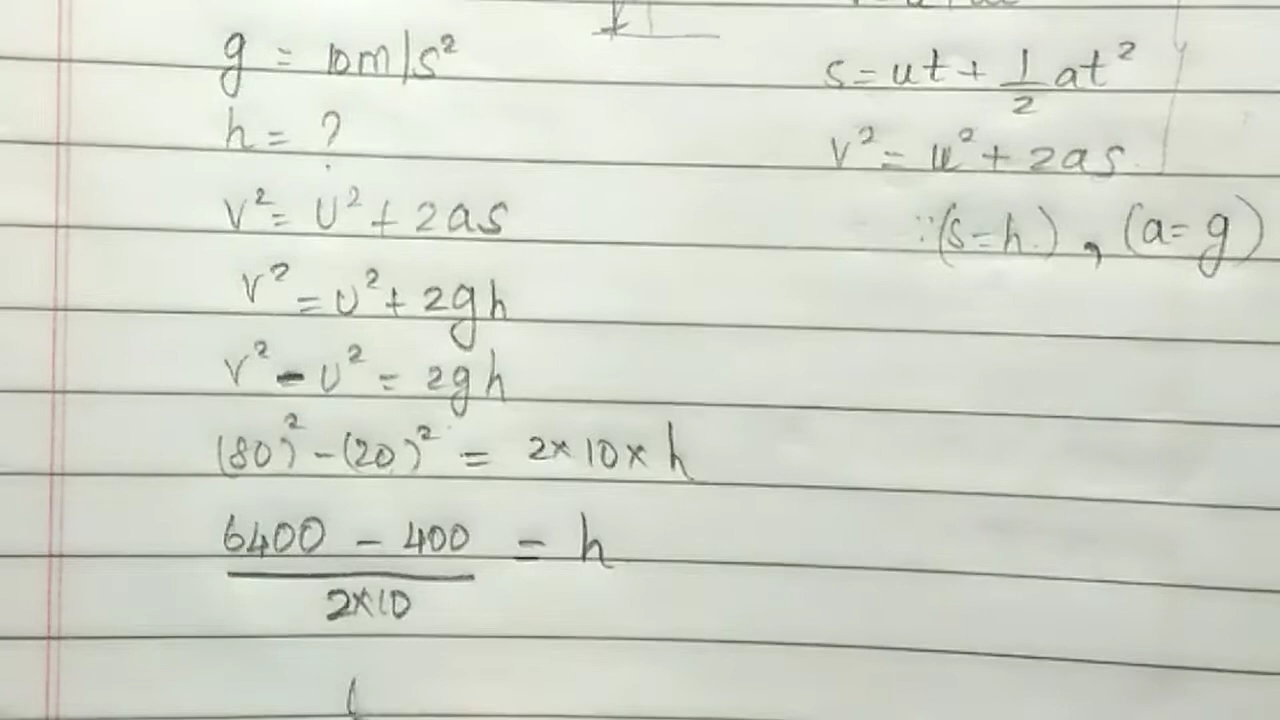 g = 10m/s²
h = ?
v² = u² + 2as
v² = u² + 2gh
v² - u² = 2gh
(80)² - (20)² = 2×10×h
6400 - 400 / 2×10 = h
s = ut + 1/2 at²
v² = u² + 2as
∵ (s=h), (a=g)